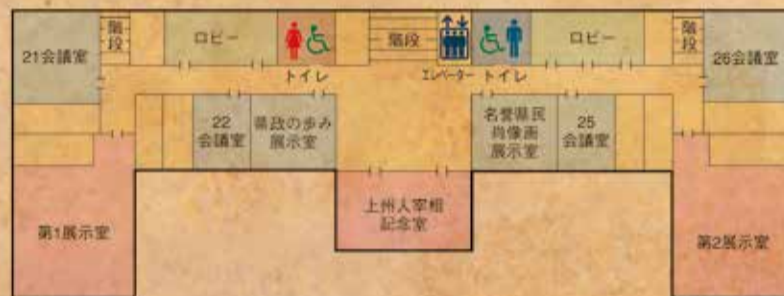 21会議室
階段
ロビー
トイレ
階段
エレベーター
トイレ
ロビー
階段
26会議室
22
会議室
県政の歩み
展示室
名誉県民
肖像画
展示室
25
会議室
第1展示室
上州人宰相
記念室
第2展示室